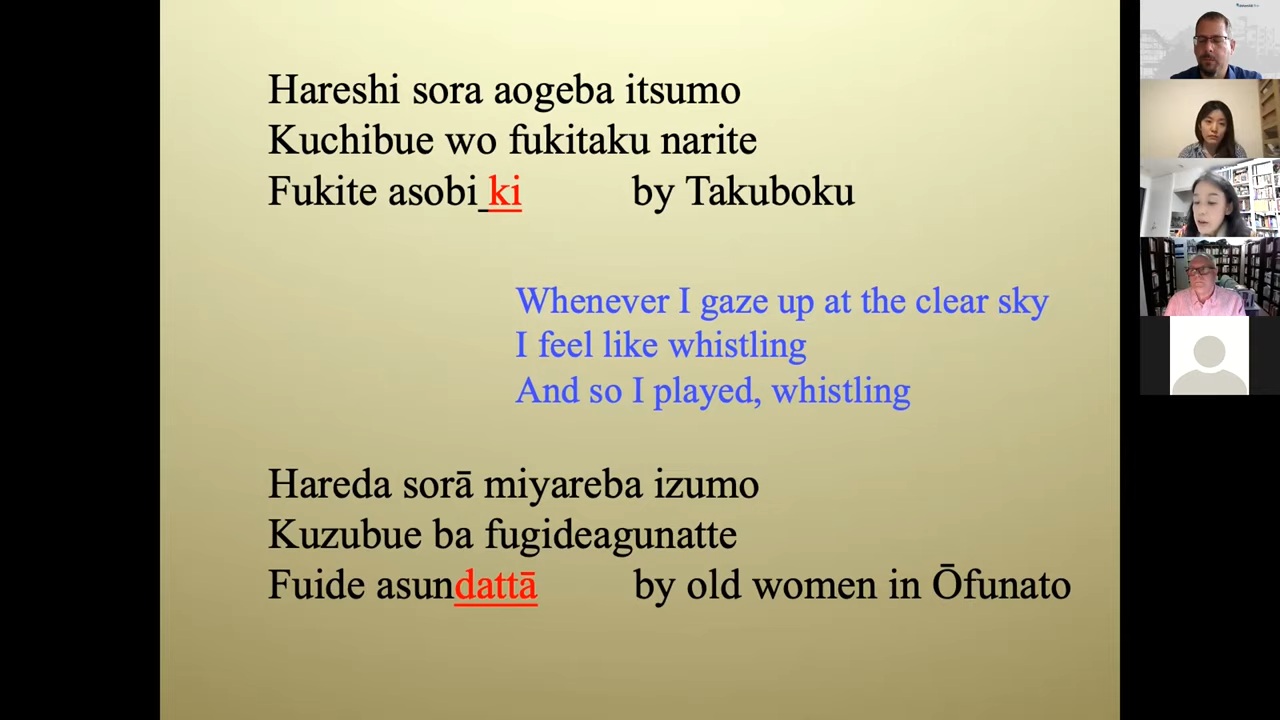 Hareshi sora aogeba itsumo
Kuchibue wo fukitaku narite
Fukite asobi ki by Takuboku
Whenever I gaze up at the clear sky
I feel like whistling
And so I played, whistling
Hareda sorā miyareba izumo
Kuzubue ba fugideagunatte
Fuide asundattā by old women in Ōfunato